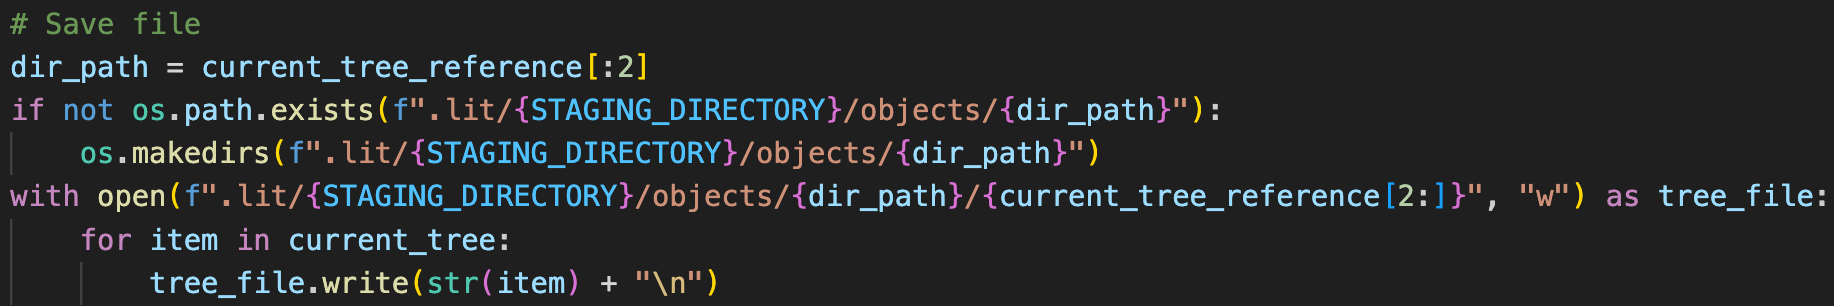 # Save file
dir_path = current_tree_reference[:2]
if not os.path.exists(f".lit/{STAGING_DIRECTORY}/objects/{dir_path}"):
    os.makedirs(f".lit/{STAGING_DIRECTORY}/objects/{dir_path}")
with open(f".lit/{STAGING_DIRECTORY}/objects/{dir_path}/{current_tree_reference[2:]}", "w") as tree_file:
    for item in current_tree:
        tree_file.write(str(item) + "\n")